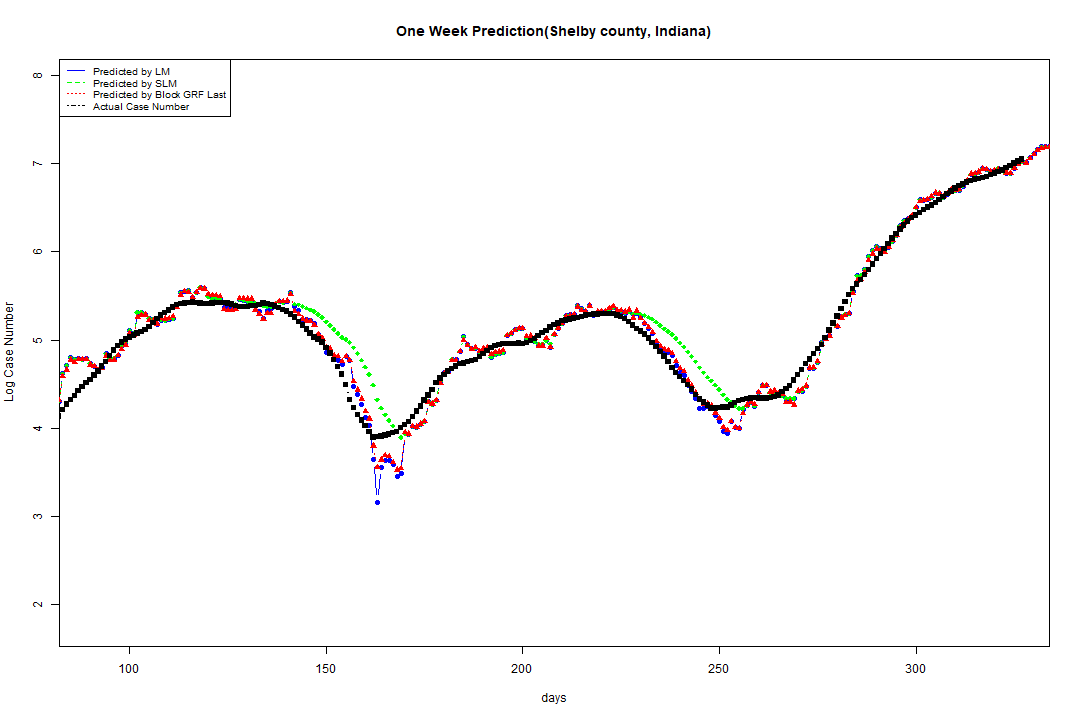 One Week Prediction(Shelby county, Indiana)
Predicted by LM
Predicted by SLM
Predicted by Block GRF Last
Actual Case Number
8
7
6
5
4
3
2
Log Case Number
100 150 200 250 300
days